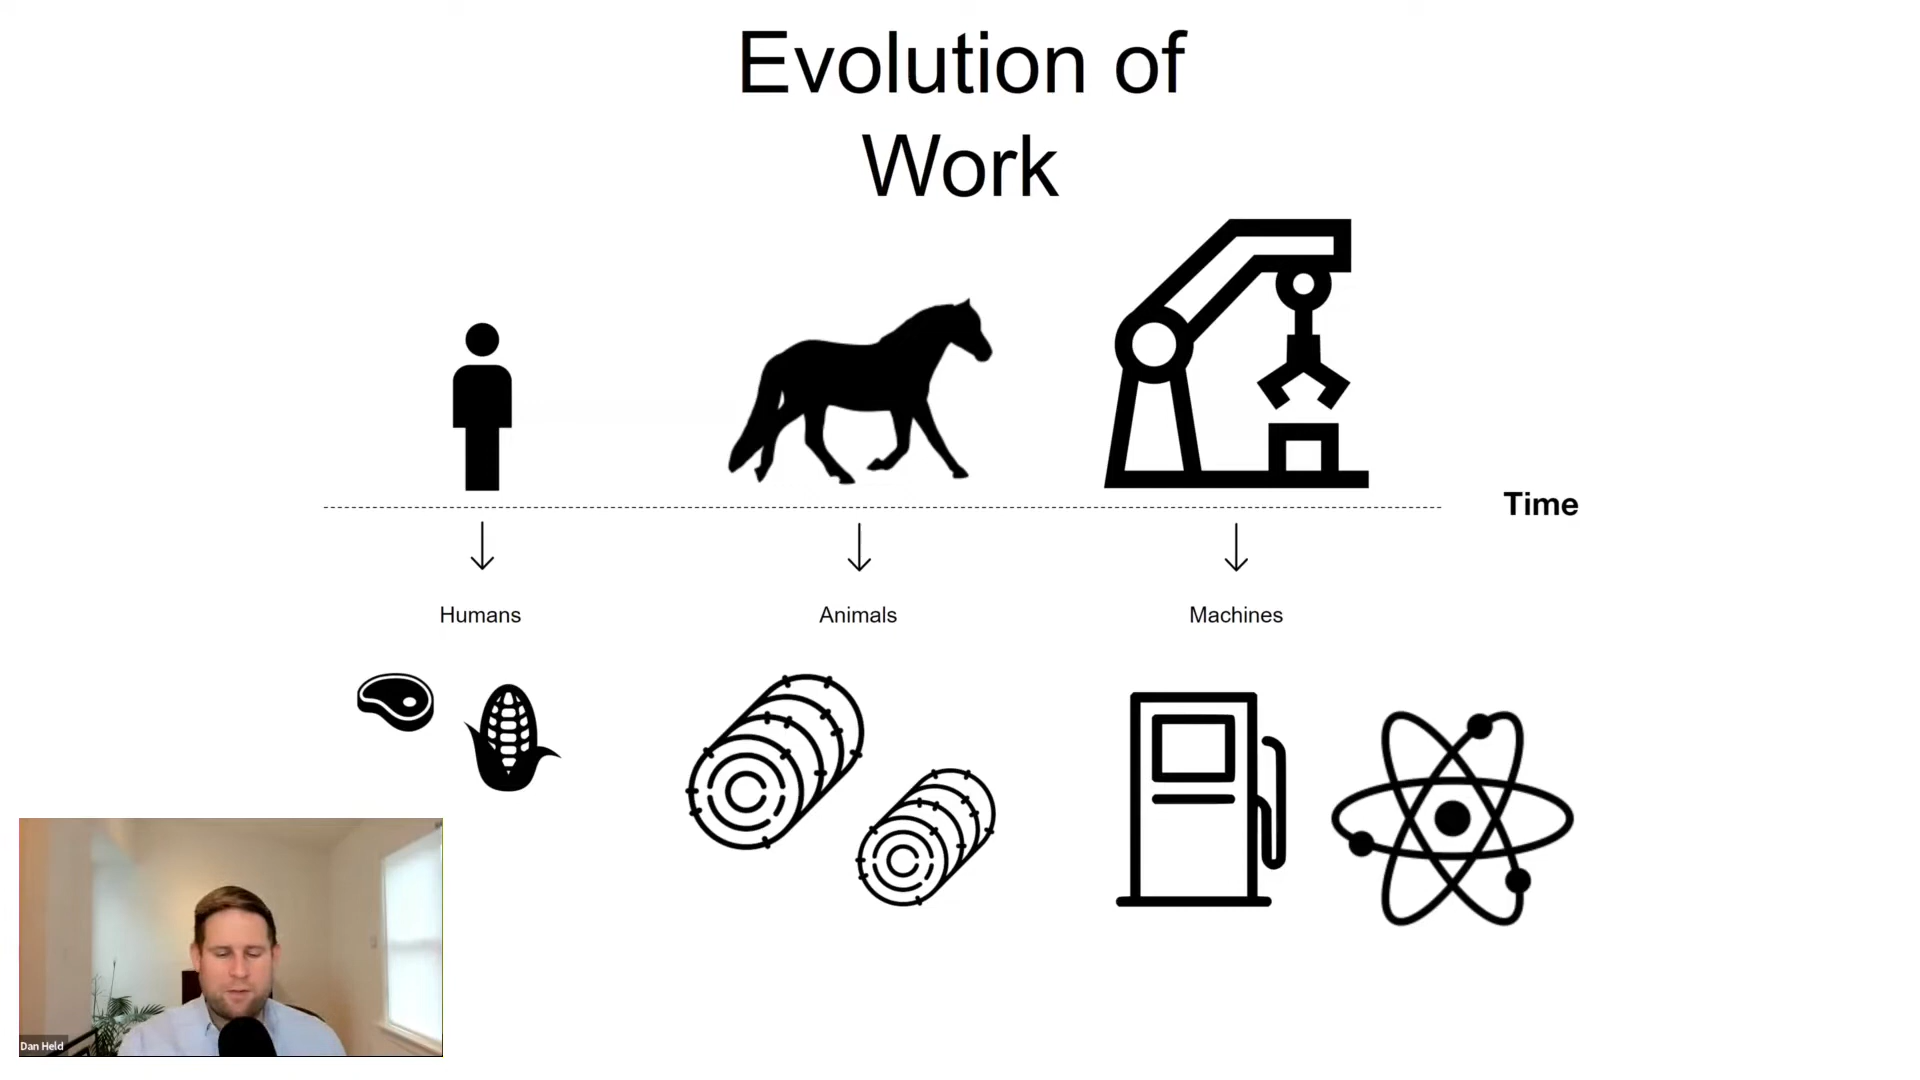 Evolution of
Work
Time
Humans
Animals
Machines
Dan Held